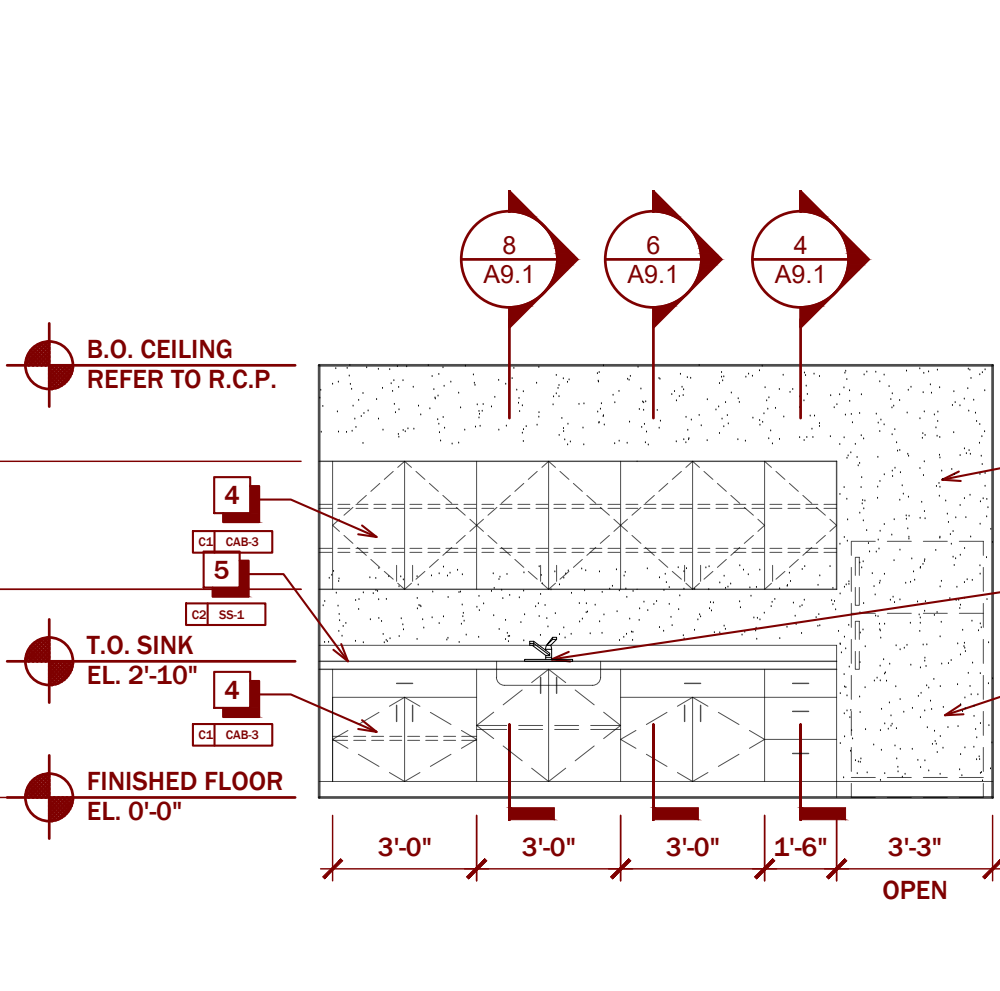 8
A9.1
6
A9.1
4
A9.1
B.O. CEILING
REFER TO R.C.P.
4
C1 CAB-3
5
C2 SS-1
T.O. SINK
EL. 2'-10"
4
C1 CAB-3
FINISHED FLOOR
EL. 0'-0"
3'-0" 3'-0" 3'-0" 1'-6" 3'-3"
OPEN